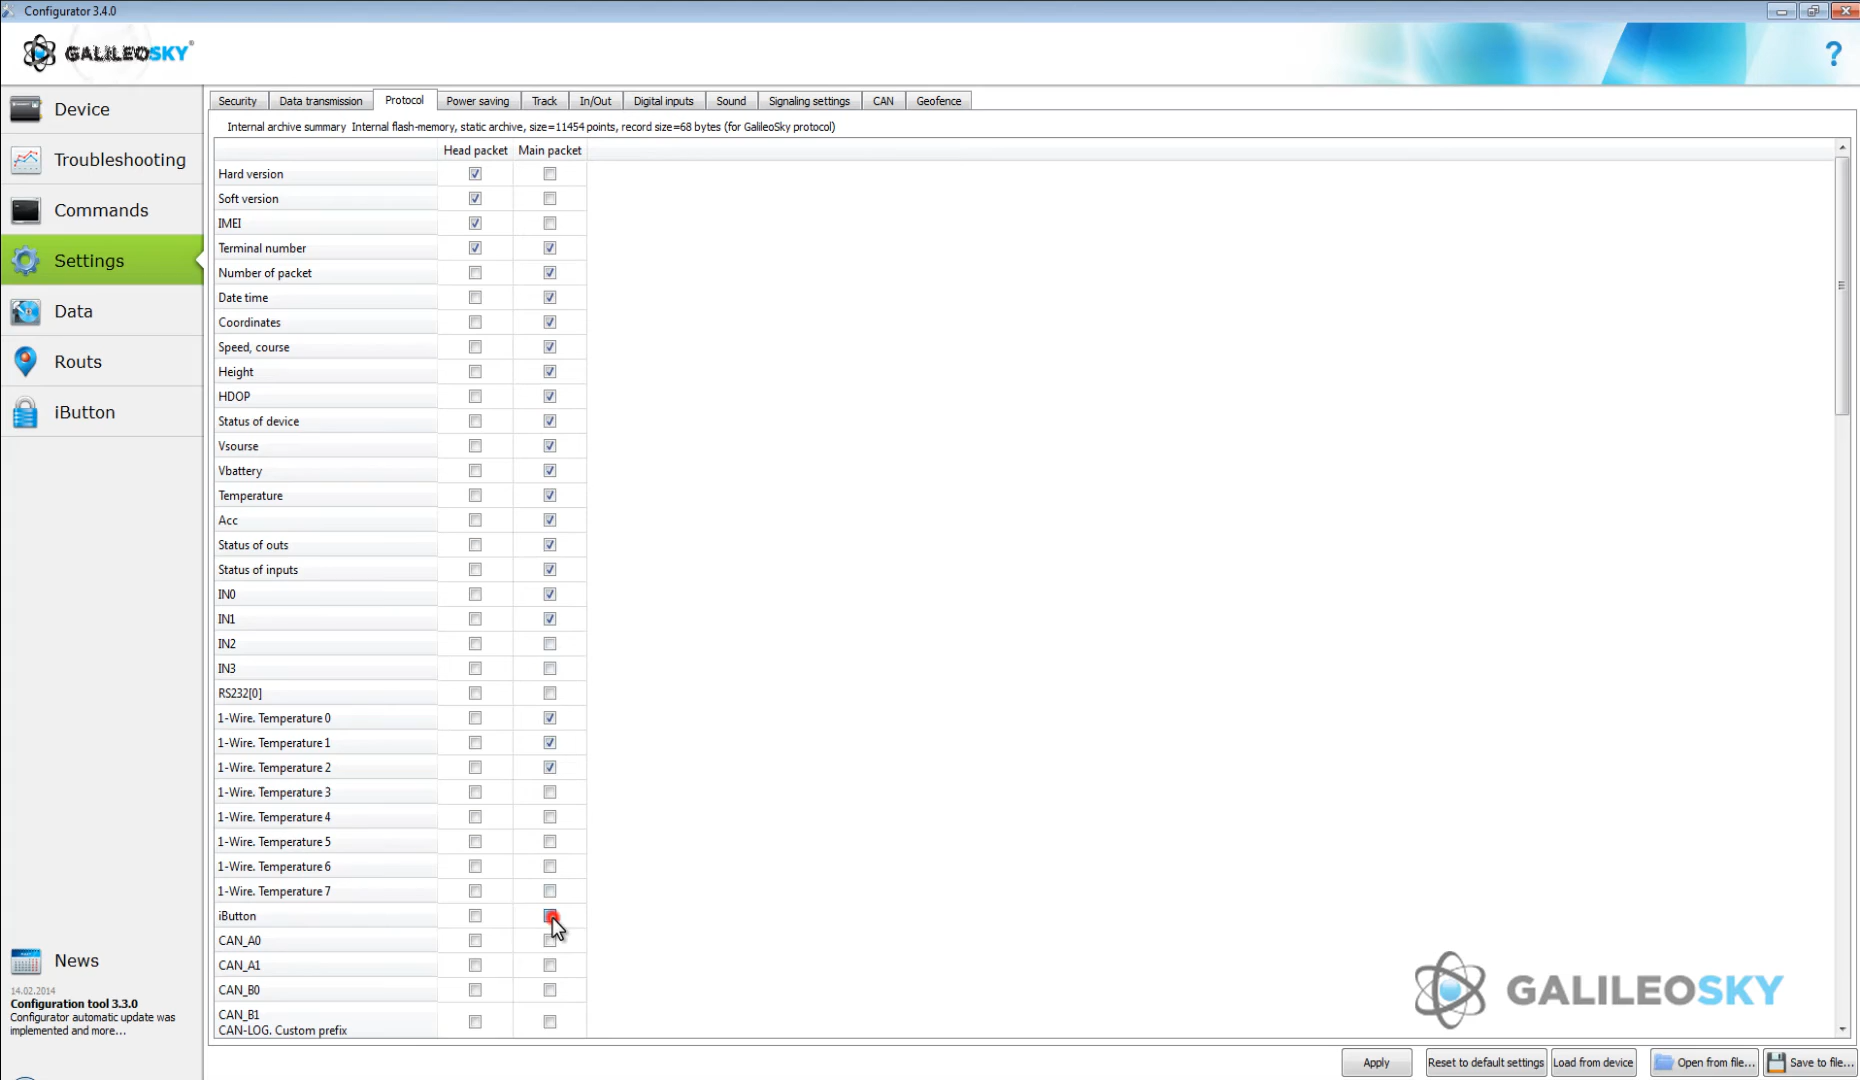 Configurator 3.4.0
GALILEOSKY®
?
Device
Troubleshooting
Commands
Settings
Data
Routs
iButton
Security Data transmission Protocol Power saving Track In/Out Digital inputs Sound Signaling settings CAN Geofence
Internal archive summary Internal flash-memory, static archive, size=11454 points, record size=68 bytes (for GalileoSky protocol)
Head packet Main packet
Hard version
Soft version
IMEI
Terminal number
Number of packet
Date time
Coordinates
Speed, course
Height
HDOP
Status of device
Vsourse
Vbattery
Temperature
Acc
Status of outs
Status of inputs
IN0
IN1
IN2
IN3
RS232[0]
1-Wire. Temperature 0
1-Wire. Temperature 1
1-Wire. Temperature 2
1-Wire. Temperature 3
1-Wire. Temperature 4
1-Wire. Temperature 5
1-Wire. Temperature 6
1-Wire. Temperature 7
iButton
CAN_A0
CAN_A1
CAN_B0
CAN_B1
CAN-LOG. Custom prefix
News
14.02.2014
Configuration tool 3.3.0
Configurator automatic update was
implemented and more...
GALILEOSKY
Apply Reset to default settings Load from device Open from file... Save to file...